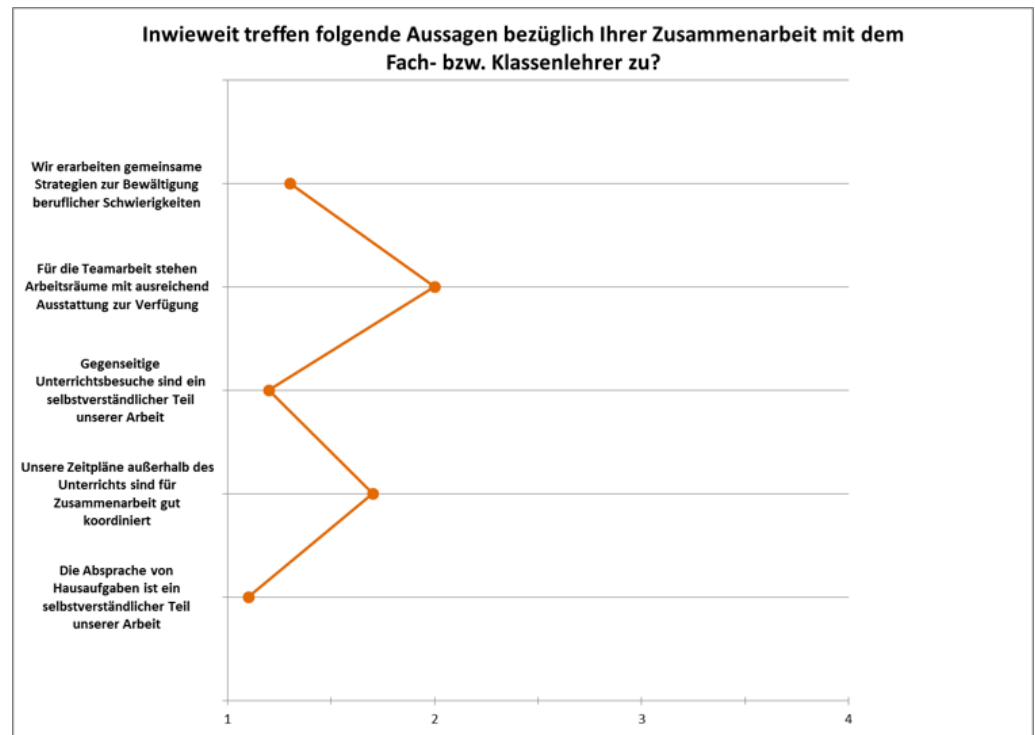 Inwieweit treffen folgende Aussagen bezüglich Ihrer Zusammenarbeit mit dem
Fach- bzw. Klassenlehrer zu?
Wir erarbeiten gemeinsame
Strategien zur Bewältigung
beruflicher Schwierigkeiten
Für die Teamarbeit stehen
Arbeitsräume mit ausreichend
Ausstattung zur Verfügung
Gegenseitige
Unterrichtsbesuche sind ein
selbstverständlicher Teil
unserer Arbeit
Unsere Zeitpläne außerhalb des
Unterrichts sind für
Zusammenarbeit gut
koordiniert
Die Absprache von
Hausaufgaben ist ein
selbstverständlicher Teil
unserer Arbeit
1 2 3 4